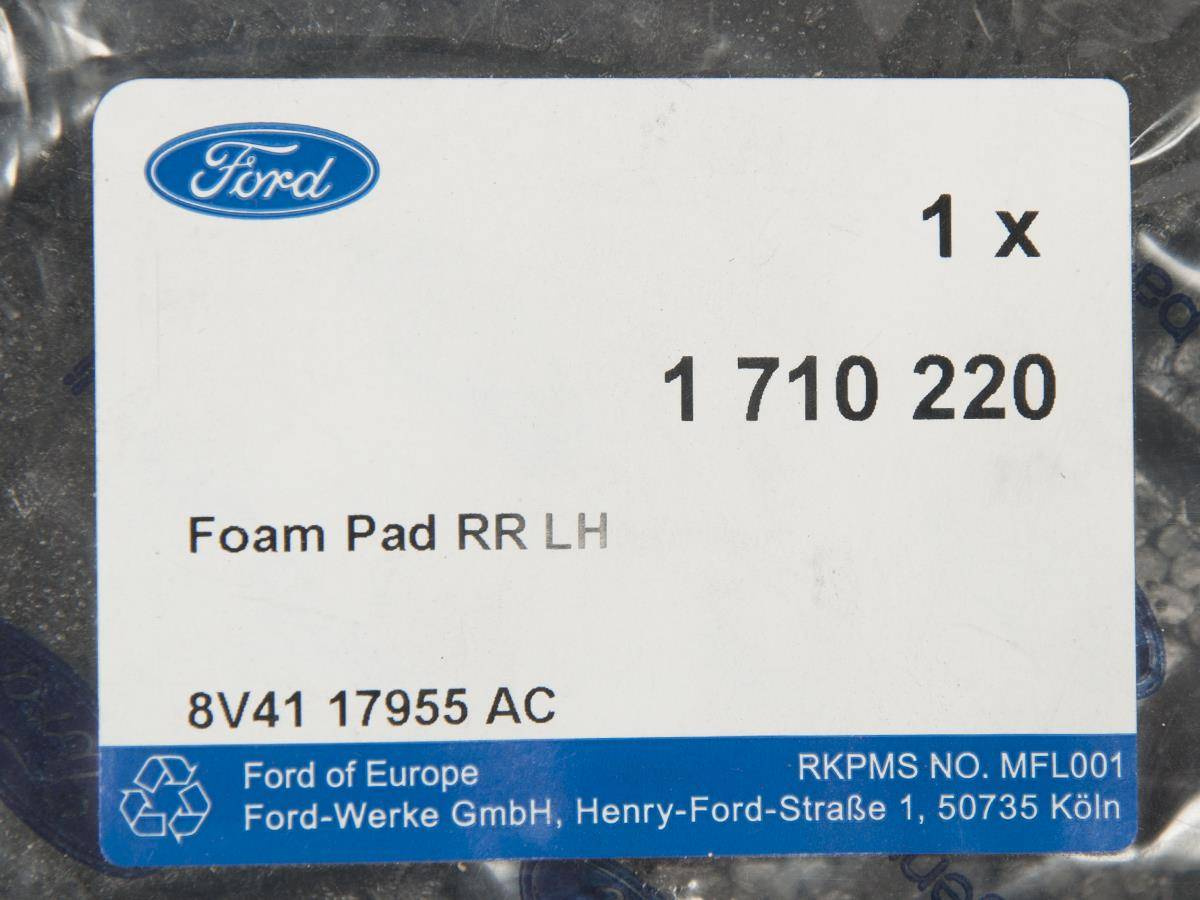 Ford
1 x
1 710 220
Foam Pad RR LH
8V41 17955 AC
Ford of Europe
RKPMS NO. MFL001
Ford-Werke GmbH, Henry-Ford-Straße 1, 50735 Köln